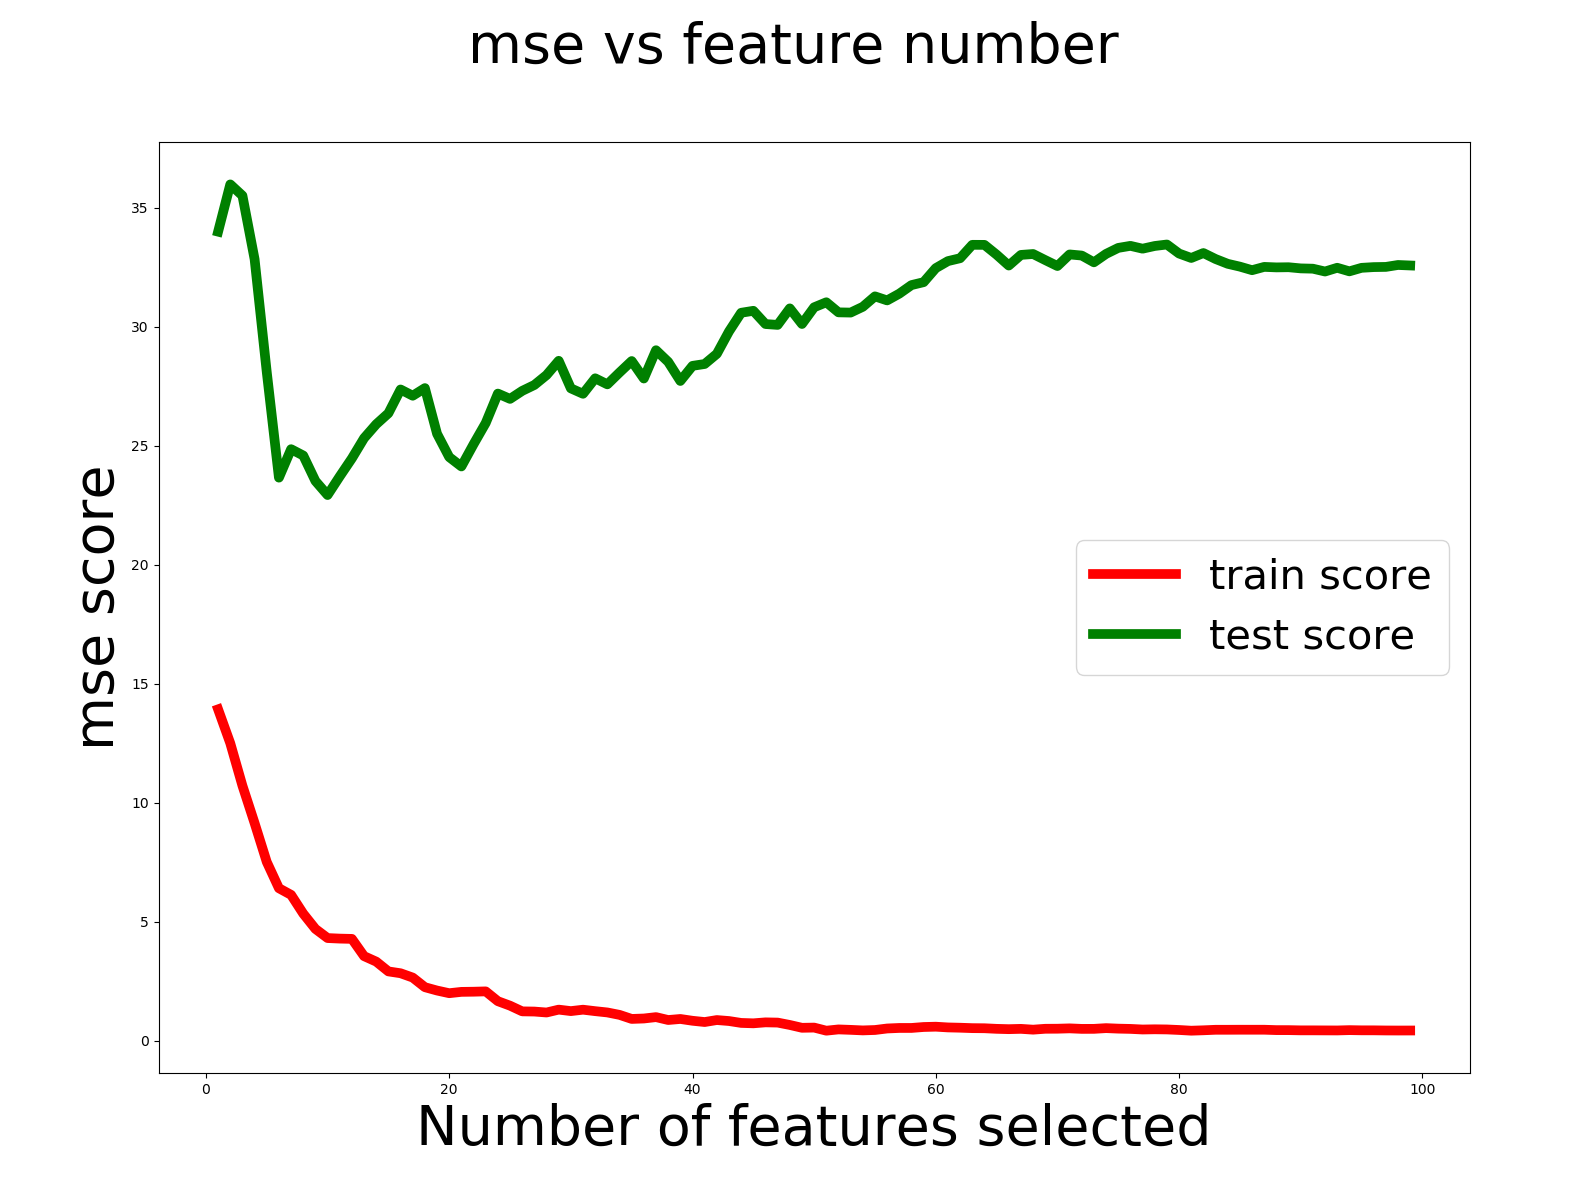 mse vs feature number
35
30
25
20
15
10
5
0
mse score
train score
test score
0 20 40 60 80 100
Number of features selected